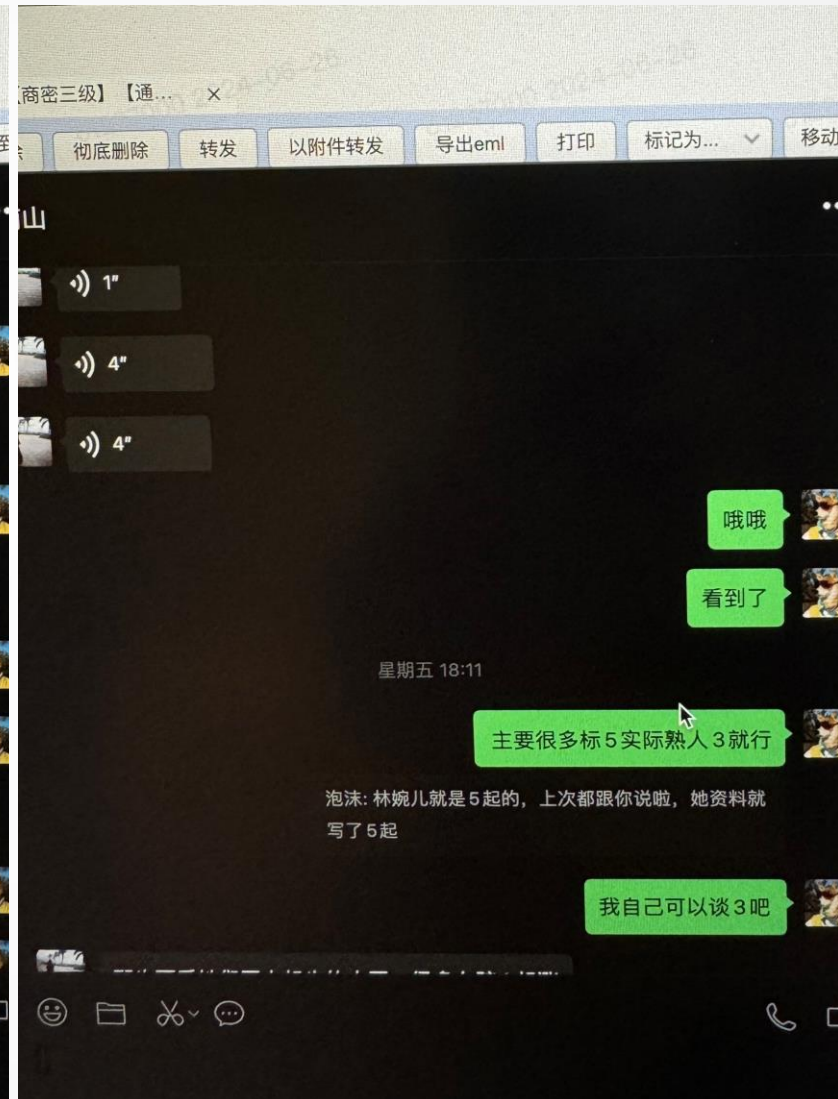 商密三级】【通... ×
彻底删除 转发 以附件转发 导出eml 打印 标记为... 移动
山
1"
4"
4"
哦哦
看到了
星期五 18:11
主要很多标5实际熟人3就行
泡沫: 林婉儿就是5起的，上次都跟你说啦，她资料就
写了5起
我自己可以谈3吧